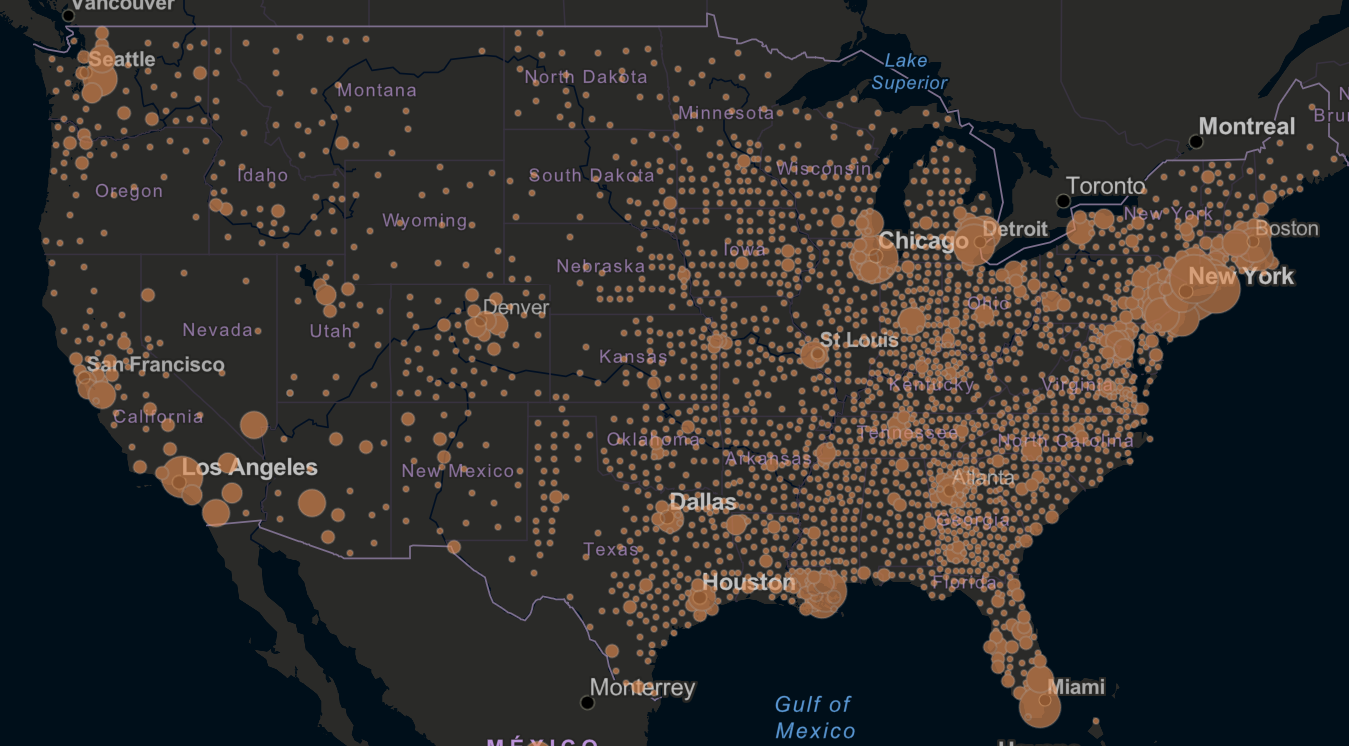 Vancouver
Seattle
Lake
Superior
North Dakota
Montana
N
Minnesota
Bru
Montreal
Wisconsin
Idaho
South Dakota
Toronto
Oregon
Wyoming
New York
Detroit
Boston
Chicago
Iowa
Nebraska
New York
Ohio
Denver
Nevada
Utah
St Louis
Kansas
San Francisco
Kentucky
Virginia
California
Tennessee
Oklahoma
North Carolina
Arkansas
Los Angeles
New Mexico
Atlanta
Dallas
Georgia
Texas
Houston
Florida
Monterrey
Miami
Gulf of
Mexico
MÉXICO